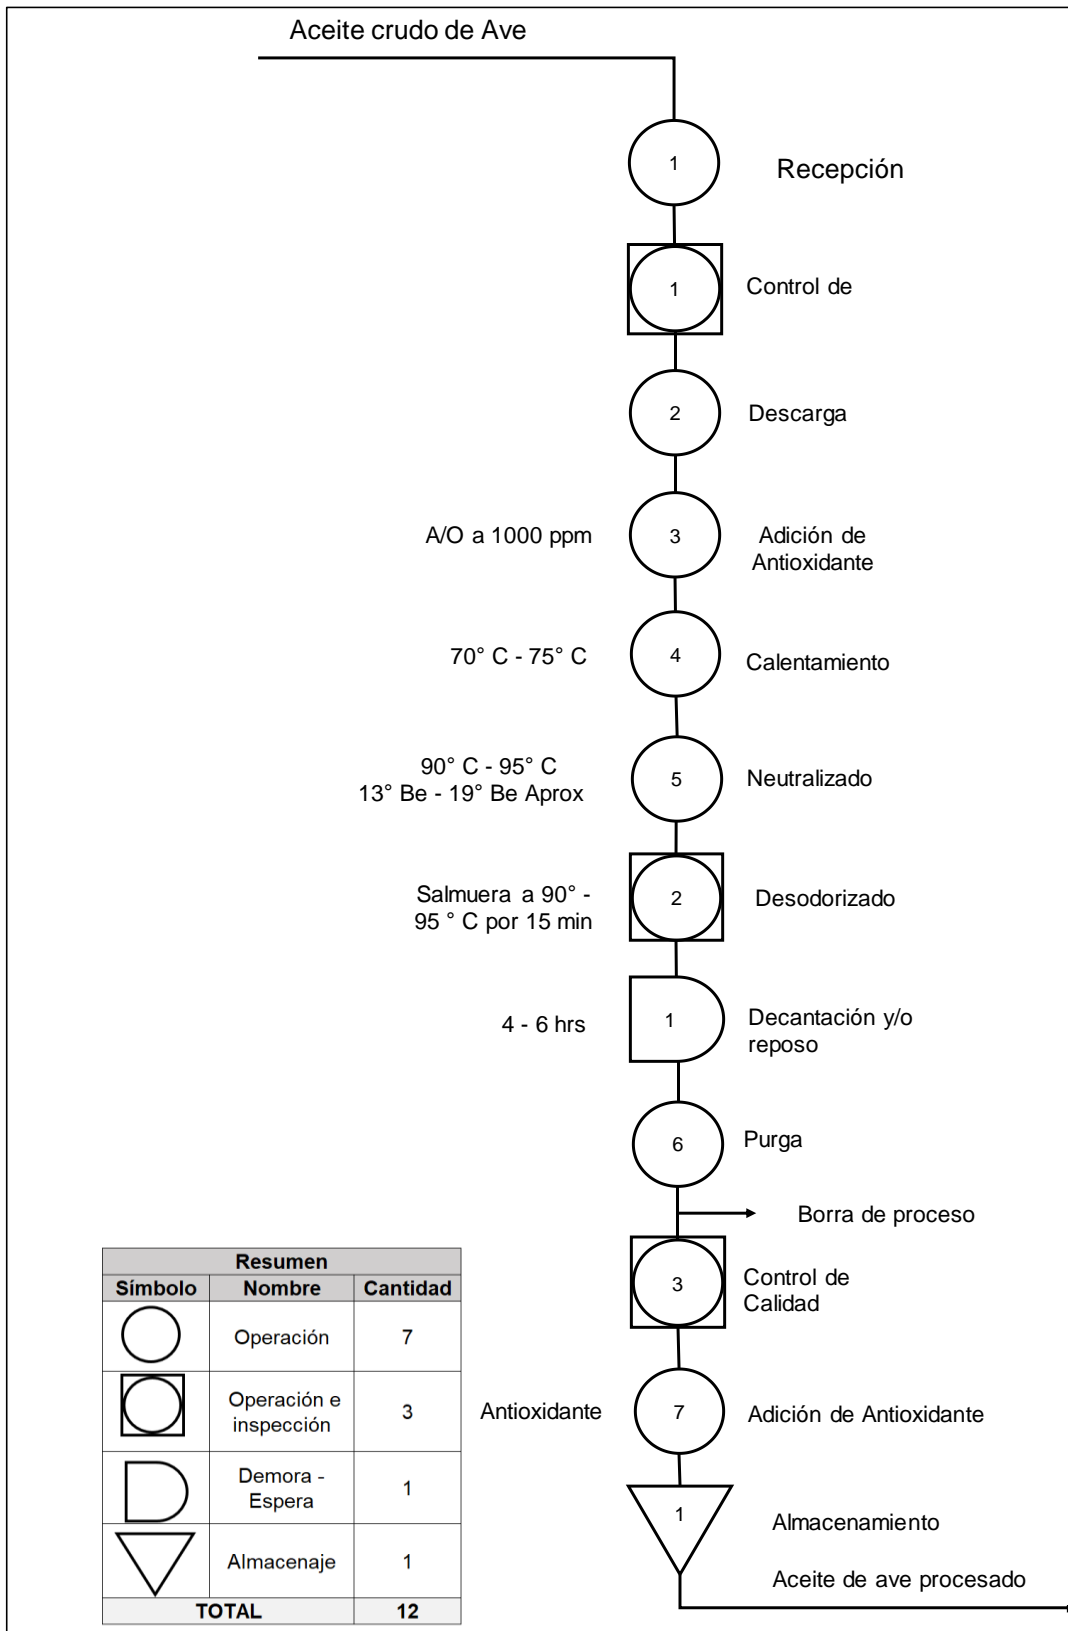 Aceite crudo de Ave
1
Recepción
1
Control de
2
Descarga
A/O a 1000 ppm
3
Adición de
Antioxidante
70° C - 75° C
4
Calentamiento
90° C - 95° C
13° Be - 19° Be Aprox
5
Neutralizado
Salmuera a 90° -
95 ° C por 15 min
2
Desodorizado
4 - 6 hrs
1
Decantación y/o
reposo
6
Purga
Borra de proceso
3
Control de
Calidad
Antioxidante
7
Adición de Antioxidante
1
Almacenamiento
Aceite de ave procesado
Resumen
Símbolo Nombre Cantidad
Operación 7
Operación e
inspección 3
Demora -
Espera 1
Almacenaje 1
TOTAL 12